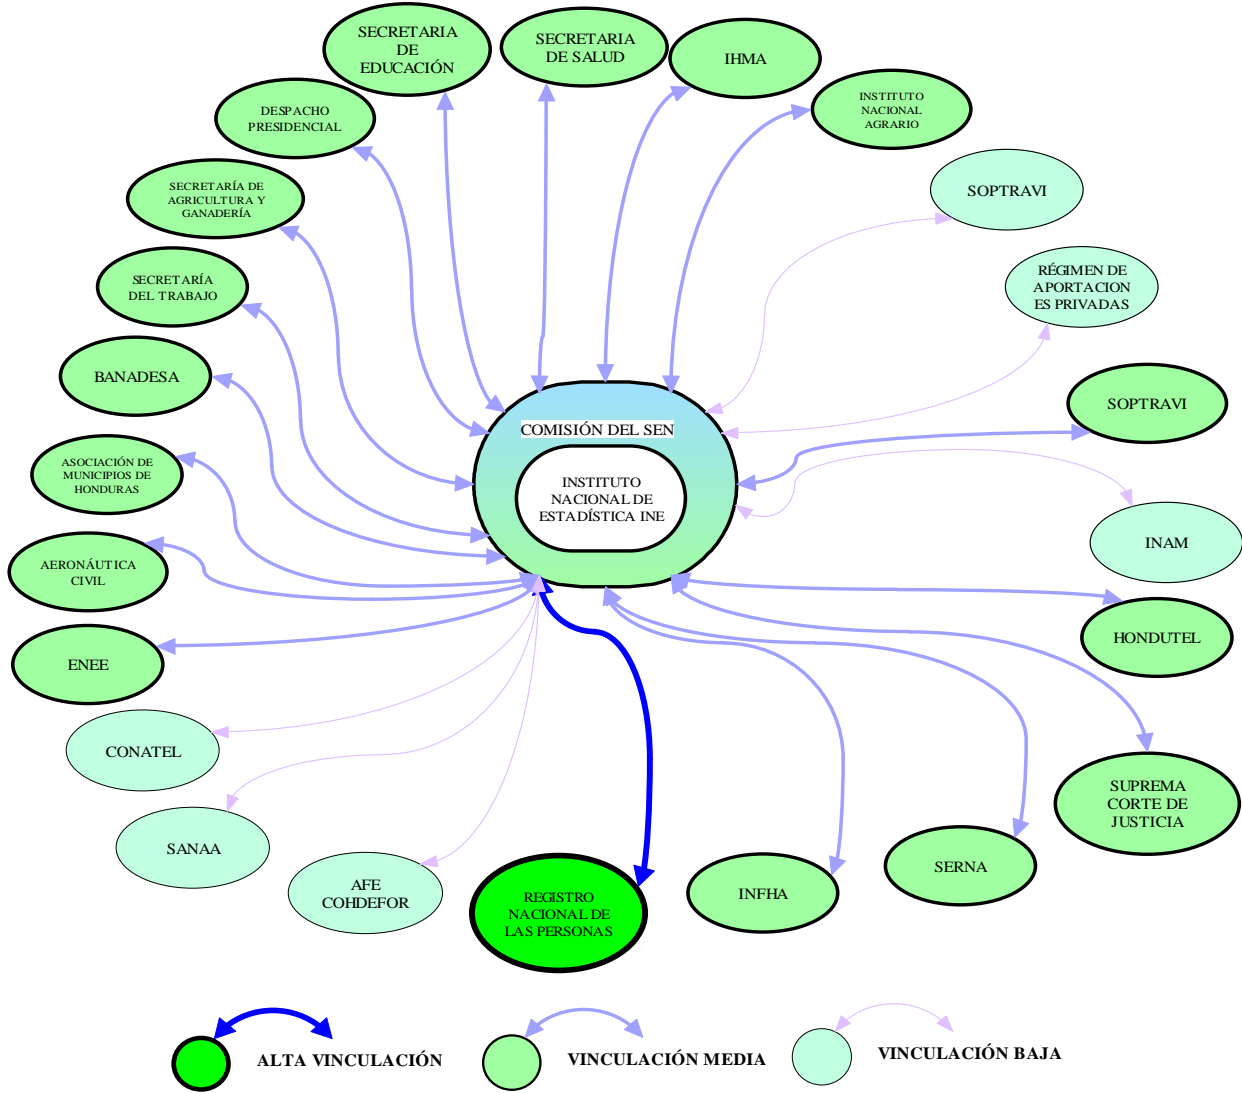 SECRETARIA
DE
EDUCACIÓN
SECRETARIA
DE SALUD
IHMA
INSTITUTO
NACIONAL
AGRARIO
DESPACHO
PRESIDENCIAL
SECRETARÍA DE
AGRICULTURA Y
GANADERÍA
SOPTRAVI
SECRETARÍA
DEL TRABAJO
RÉGIMEN DE
APORTACION
ES PRIVADAS
BANADESA
SOPTRAVI
COMISIÓN DEL SEN
INSTITUTO
NACIONAL DE
ESTADÍSTICA INE
ASOCIACIÓN DE
MUNICIPIOS DE
HONDURAS
INAM
AERONÁUTICA
CIVIL
HONDUTEL
ENEE
CONATEL
SUPREMA
CORTE DE
JUSTICIA
SANAA
SERNA
AFE
COHDEFOR
REGISTRO
NACIONAL DE
LAS PERSONAS
INFHA
ALTA VINCULACIÓN
VINCULACIÓN MEDIA
VINCULACIÓN BAJA